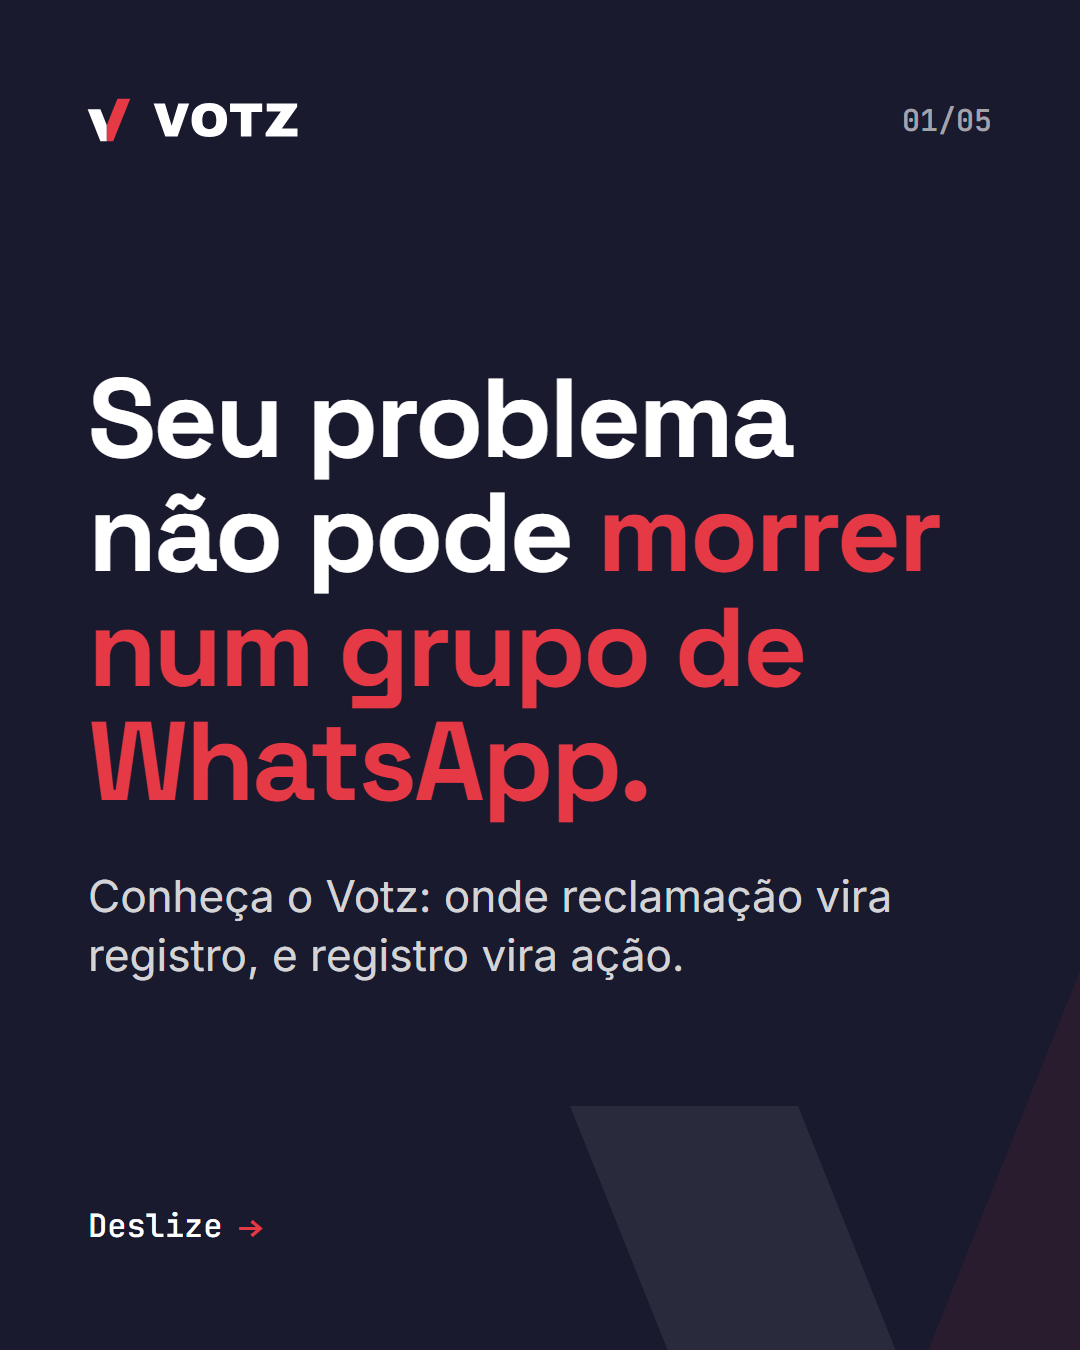 VOTZ
01/05
Seu problema
não pode morrer
num grupo de
WhatsApp.
Conheça o Votz: onde reclamação vira
registro, e registro vira ação.
Deslize →